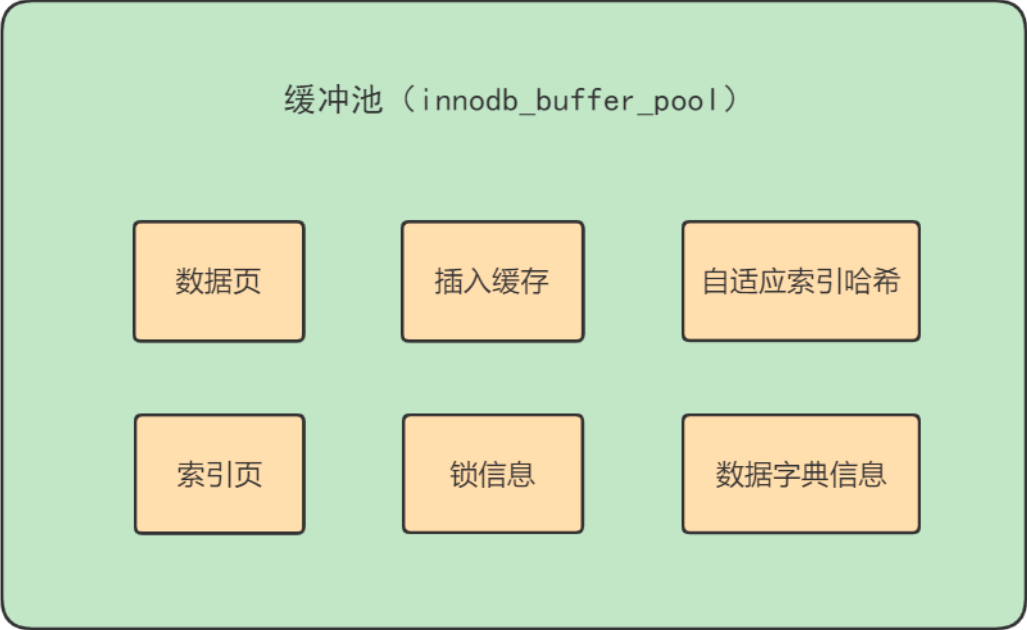 缓冲池（innodb_buffer_pool）
数据页
插入缓存
自适应索引哈希
索引页
锁信息
数据字典信息